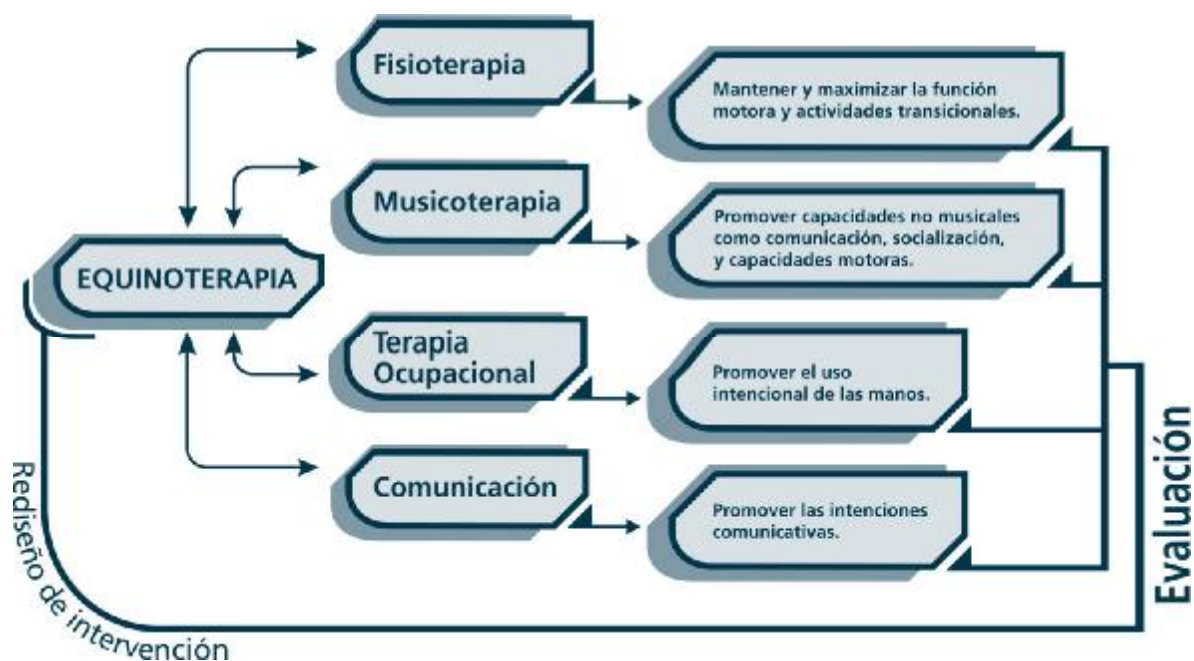 Fisioterapia
Mantener y maximizar la función
motora y actividades transicionales.
Musicoterapia
Promover capacidades no musicales
como comunicación, socialización,
y capacidades motoras.
EQUINOTERAPIA
Terapia
Ocupacional
Promover el uso
intencional de las manos.
Comunicación
Promover las intenciones
comunicativas.
Evaluación
Rediseño de intervención